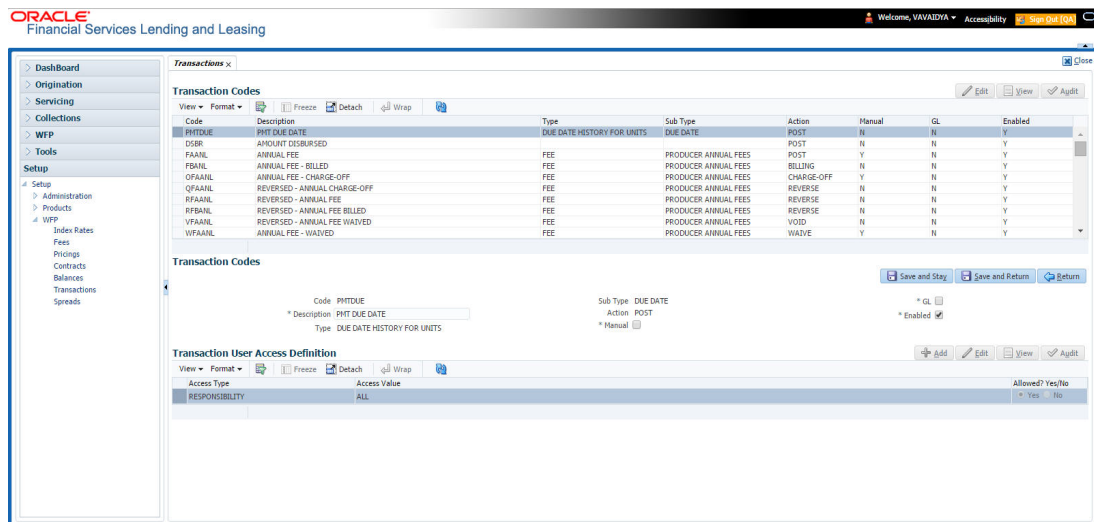 ORACLE
Financial Services Lending and Leasing
Welcome, VAVAIDYA Accessibility Sign Out [QA]
DashBoard
Origination
Servicing
Collections
WFP
Tools
Setup
Setup
Administration
Products
WFP
Index Rates
Fees
Pricings
Contracts
Balances
Transactions
Spreads
Transactions x
Close
Transaction Codes
Edit View Audit
View Format Freeze Detach Wrap
Code Description Type Sub Type Action Manual GL Enabled
PMTDUE PMT DUE DATE DUE DATE HISTORY FOR UNITS DUE DATE POST N N Y
DSBR AMOUNT DISBURSED POST N N Y
FAANL ANNUAL FEE FEE PRODUCER ANNUAL FEES POST Y N Y
FBANL ANNUAL FEE - BILLED FEE PRODUCER ANNUAL FEES BILLING N N Y
OFAANL ANNUAL FEE - CHARGE-OFF FEE PRODUCER ANNUAL FEES CHARGE-OFF Y N Y
QFAANL REVERSED - ANNUAL CHARGE-OFF FEE PRODUCER ANNUAL FEES REVERSE N N Y
RFAANL REVERSED - ANNUAL FEE FEE PRODUCER ANNUAL FEES REVERSE N N Y
RFBANL REVERSED - ANNUAL FEE BILLED FEE PRODUCER ANNUAL FEES REVERSE N N Y
VFAANL REVERSED - ANNUAL FEE WAIVED FEE PRODUCER ANNUAL FEES VOID N N Y
WFAANL ANNUAL FEE - WAIVED FEE PRODUCER ANNUAL FEES WAIVE Y N Y
Transaction Codes
Save and Stay Save and Return Return
Code PMTDUE Sub Type DUE DATE * GL
* Description PMT DUE DATE Action POST * Enabled
Type DUE DATE HISTORY FOR UNITS * Manual
Transaction User Access Definition
Add Edit View Audit
View Format Freeze Detach Wrap
Access Type Access Value Allowed? Yes/No
RESPONSIBILITY ALL Yes No